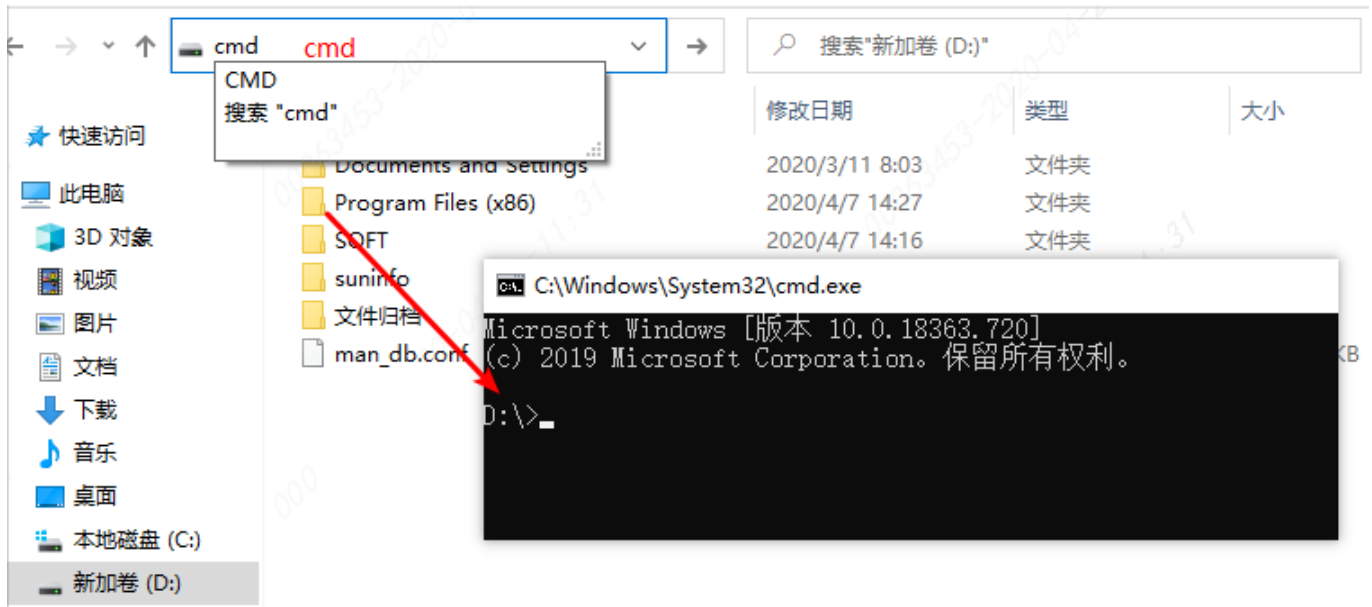 cmd cmd 搜索"新加卷 (D:)"
CMD
搜索 "cmd"
修改日期 类型 大小
快速访问
此电脑
3D 对象
视频
图片
文档
下载
音乐
桌面
本地磁盘 (C:)
新加卷 (D:)
Documents and Settings 2020/3/11 8:03 文件夹
Program Files (x86) 2020/4/7 14:27 文件夹
SOFT 2020/4/7 14:16 文件夹
suninfo
文件归档
man_db.conf KB
C:\Windows\System32\cmd.exe
Microsoft Windows [版本 10.0.18363.720]
(c) 2019 Microsoft Corporation。保留所有权利。
D:\>